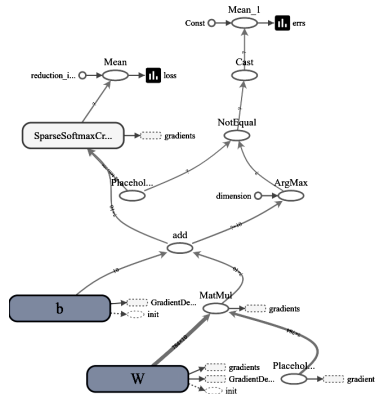 Mean_1
Const
errs
Mean
reduction_i...
loss
Cast
SparseSoftmaxCr...
gradients
NotEqual
Placehol...
ArgMax
dimension
add
b
GradientDe...
init
MatMul
gradients
W
gradients
GradientDe...
init
Placehol...
gradient